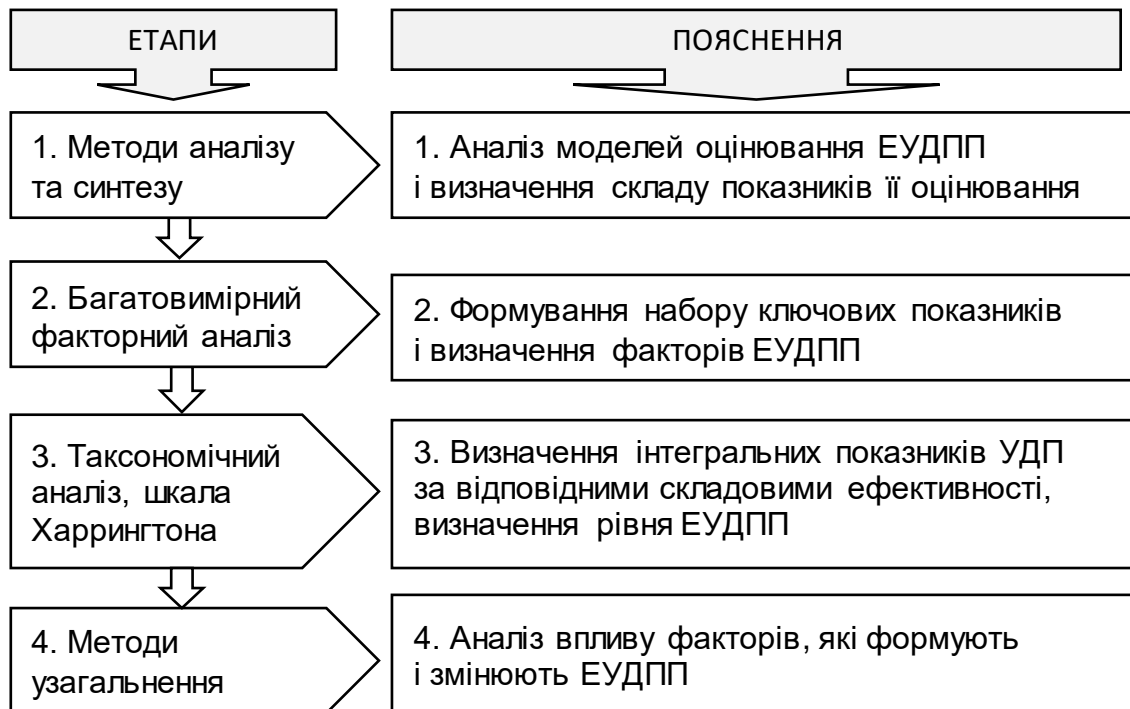 ЕТАПИ
ПОЯСНЕННЯ
1. Методи аналізу
та синтезу
1. Аналіз моделей оцінювання ЕУДПП
і визначення складу показників її оцінювання
2. Багатовимірний
факторний аналіз
2. Формування набору ключових показників
і визначення факторів ЕУДПП
3. Таксономічний
аналіз, шкала
Харрингтона
3. Визначення інтегральних показників УДП
за відповідними складовими ефективності,
визначення рівня ЕУДПП
4. Методи
узагальнення
4. Аналіз впливу факторів, які формують
і змінюють ЕУДПП